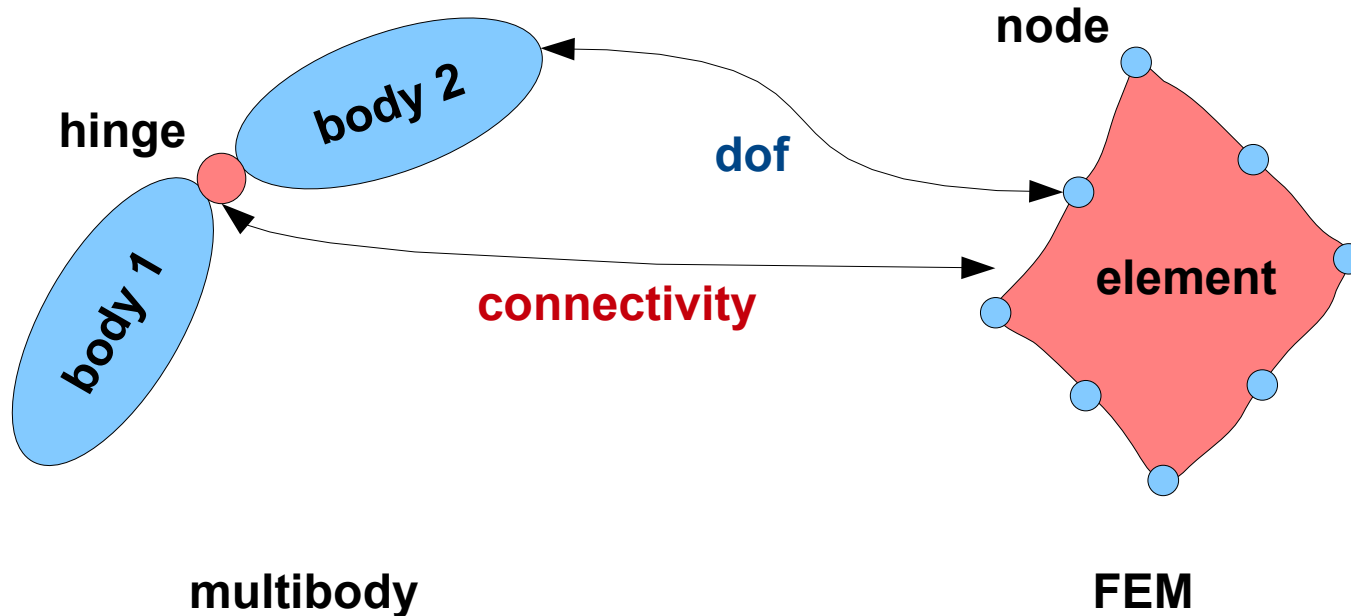 node
body 2
hinge
dof
body 1
element
connectivity
multibody
FEM